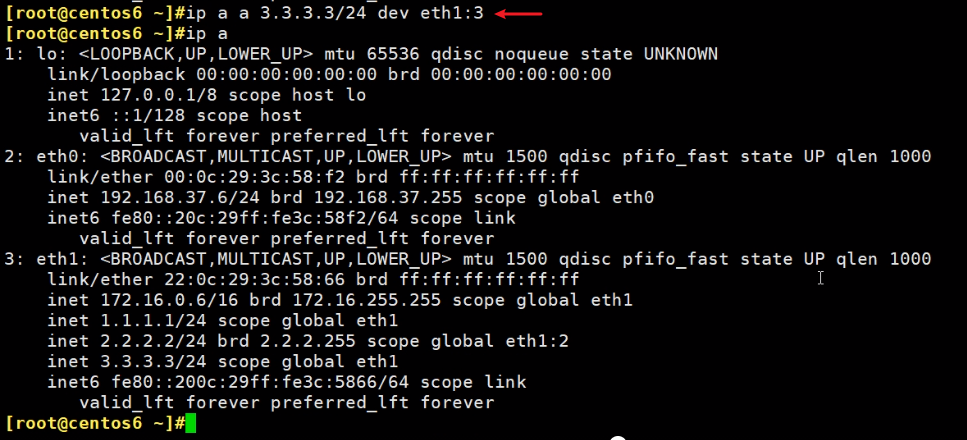 [root@centos6 ~]#ip a a 3.3.3.3/24 dev eth1:3
[root@centos6 ~]#ip a
1: lo: <LOOPBACK,UP,LOWER_UP> mtu 65536 qdisc noqueue state UNKNOWN
    link/loopback 00:00:00:00:00:00 brd 00:00:00:00:00:00
    inet 127.0.0.1/8 scope host lo
    inet6 ::1/128 scope host
       valid_lft forever preferred_lft forever
2: eth0: <BROADCAST,MULTICAST,UP,LOWER_UP> mtu 1500 qdisc pfifo_fast state UP qlen 1000
    link/ether 00:0c:29:3c:58:f2 brd ff:ff:ff:ff:ff:ff
    inet 192.168.37.6/24 brd 192.168.37.255 scope global eth0
    inet6 fe80::20c:29ff:fe3c:58f2/64 scope link
       valid_lft forever preferred_lft forever
3: eth1: <BROADCAST,MULTICAST,UP,LOWER_UP> mtu 1500 qdisc pfifo_fast state UP qlen 1000
    link/ether 22:0c:29:3c:58:66 brd ff:ff:ff:ff:ff:ff
    inet 172.16.0.6/16 brd 172.16.255.255 scope global eth1
    inet 1.1.1.1/24 scope global eth1
    inet 2.2.2.2/24 brd 2.2.2.255 scope global eth1:2
    inet 3.3.3.3/24 scope global eth1
    inet6 fe80::200c:29ff:fe3c:5866/64 scope link
       valid_lft forever preferred_lft forever
[root@centos6 ~]#